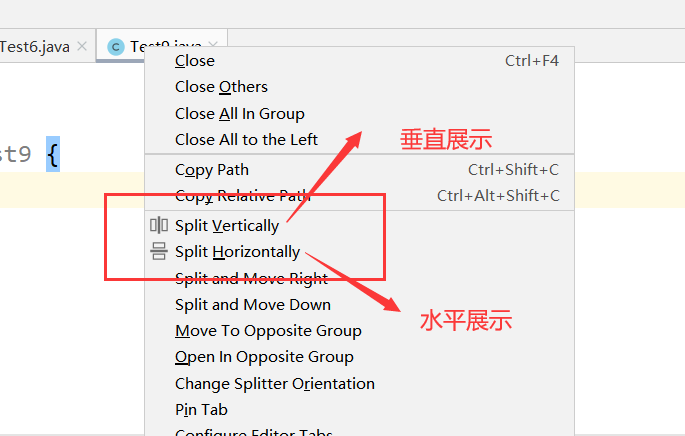 Test6.java
C Test9.java
Close Ctrl+F4
Close Others
Close All In Group
Close All to the Left
垂直展示
st9 {
Copy Path Ctrl+Shift+C
Copy Relative Path Ctrl+Alt+Shift+C
Split Vertically
Split Horizontally
Split and Move Right
Split and Move Down
水平展示
Move To Opposite Group
Open In Opposite Group
Change Splitter Orientation
Pin Tab
Configure Editor Tabs